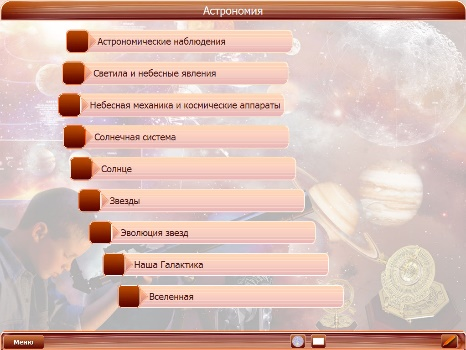 Астрономия
Астрономические наблюдения
Светила и небесные явления
Небесная механика и космические аппараты
Солнечная система
Солнце
Звезды
Эволюция звезд
Наша Галактика
Вселенная
Меню